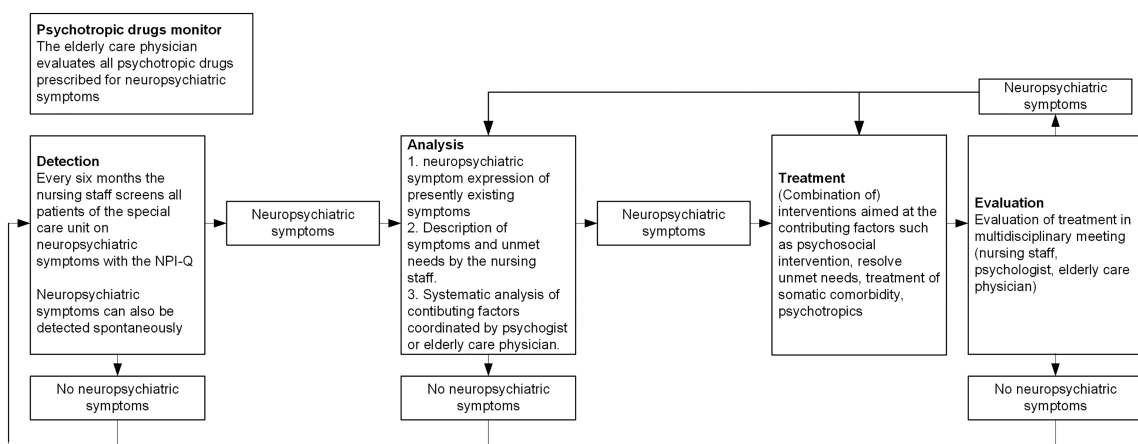 Psychotropic drugs monitor
The elderly care physician
evaluates all psychotropic drugs
prescribed for neuropsychiatric
symptoms
Neuropsychiatric
symptoms
Detection
Every six months the
nursing staff screens all
patients of the special
care unit on
neuropsychiatric
symptoms with the NPI-Q
Neuropsychiatric
symptoms can also be
detected spontaneously
Neuropsychiatric
symptoms
Analysis
1. neuropsychiatric
symptom expression of
presently existing
symptoms
2. Description of
symptoms and unmet
needs by the nursing
staff.
3. Systematic analysis of
contibuting factors
coordinated by psychogist
or elderly care physician.
Neuropsychiatric
symptoms
Treatment
(Combination of)
interventions aimed at the
contributing factors such
as psychosocial
intervention, resolve
unmet needs, treatment of
somatic comorbidity,
psychotropics
Evaluation
Evaluation of treatment in
multidisciplinary meeting
(nursing staff,
psychologist, elderly care
physician)
No neuropsychiatric
symptoms
No neuropsychiatric
symptoms
No neuropsychiatric
symptoms